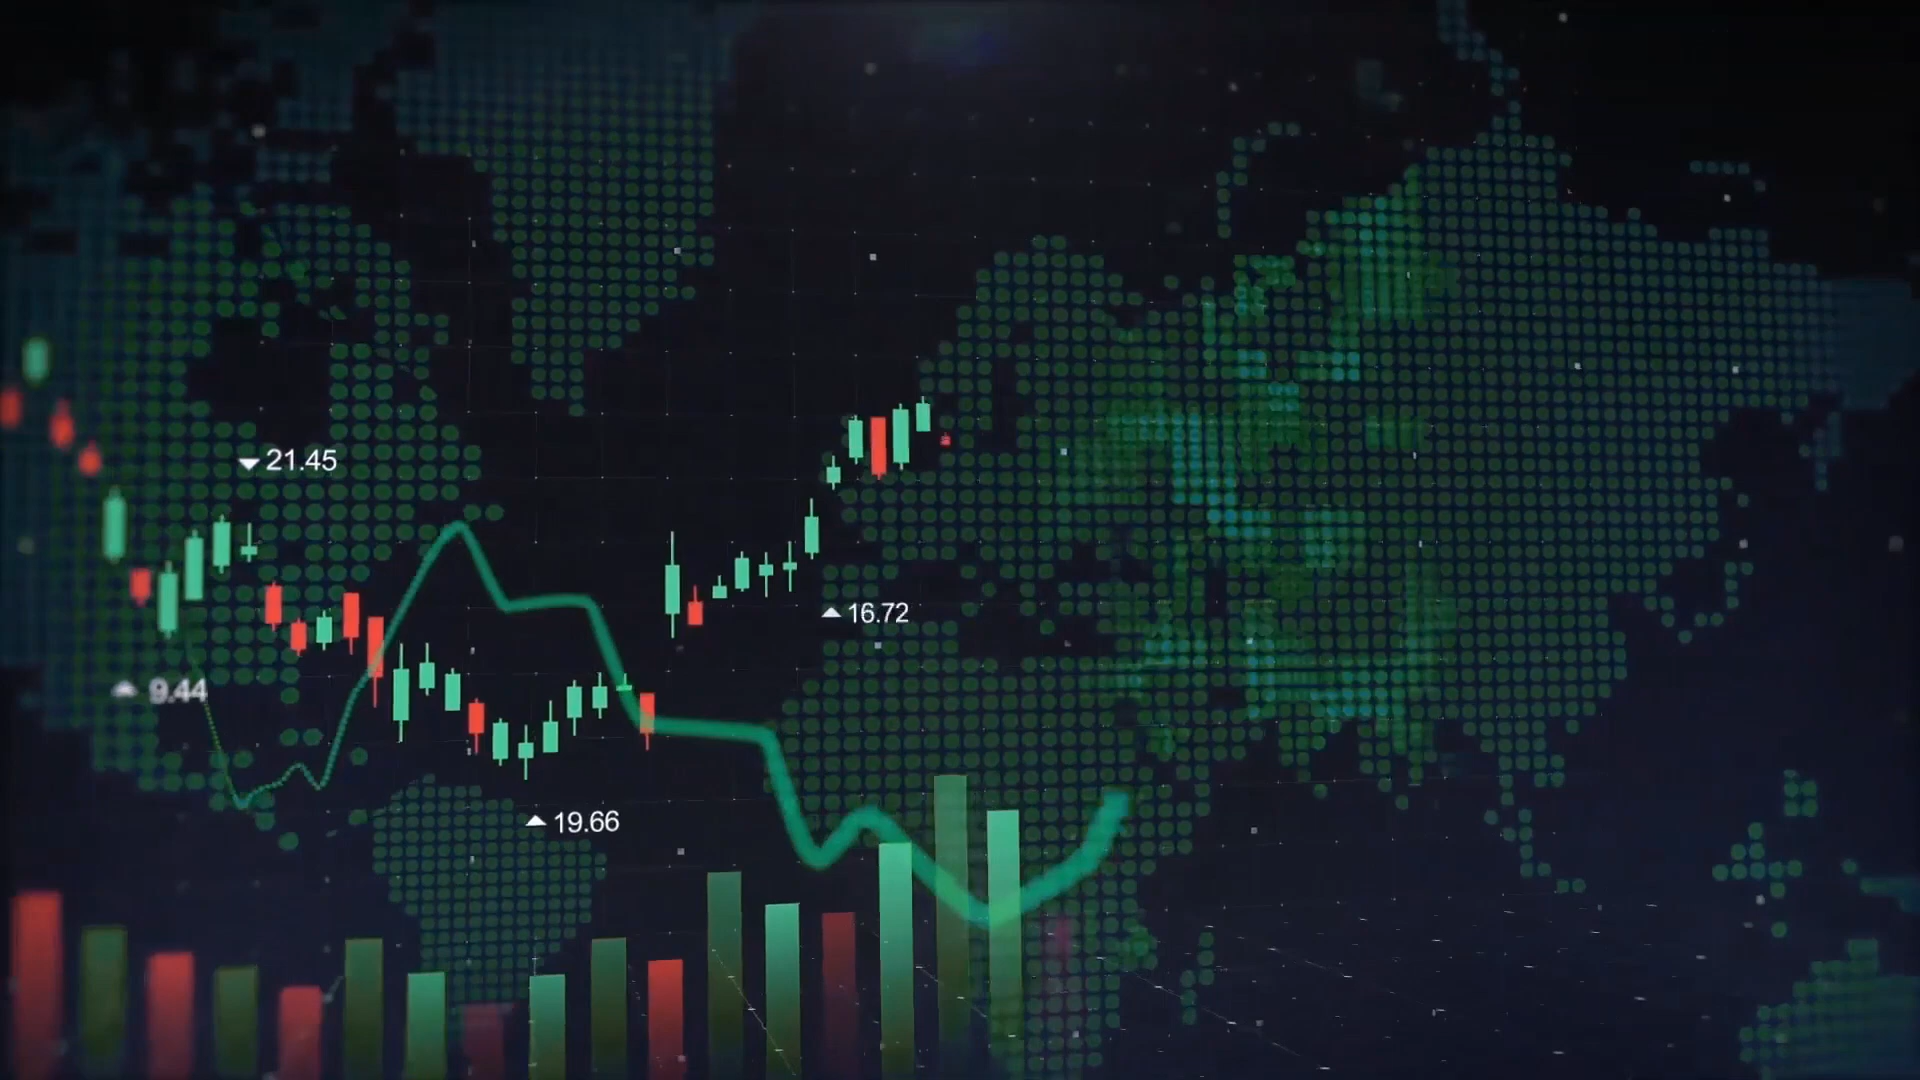 ▼ 21.45
▲ 16.72
▲ 9.44
▲ 19.66